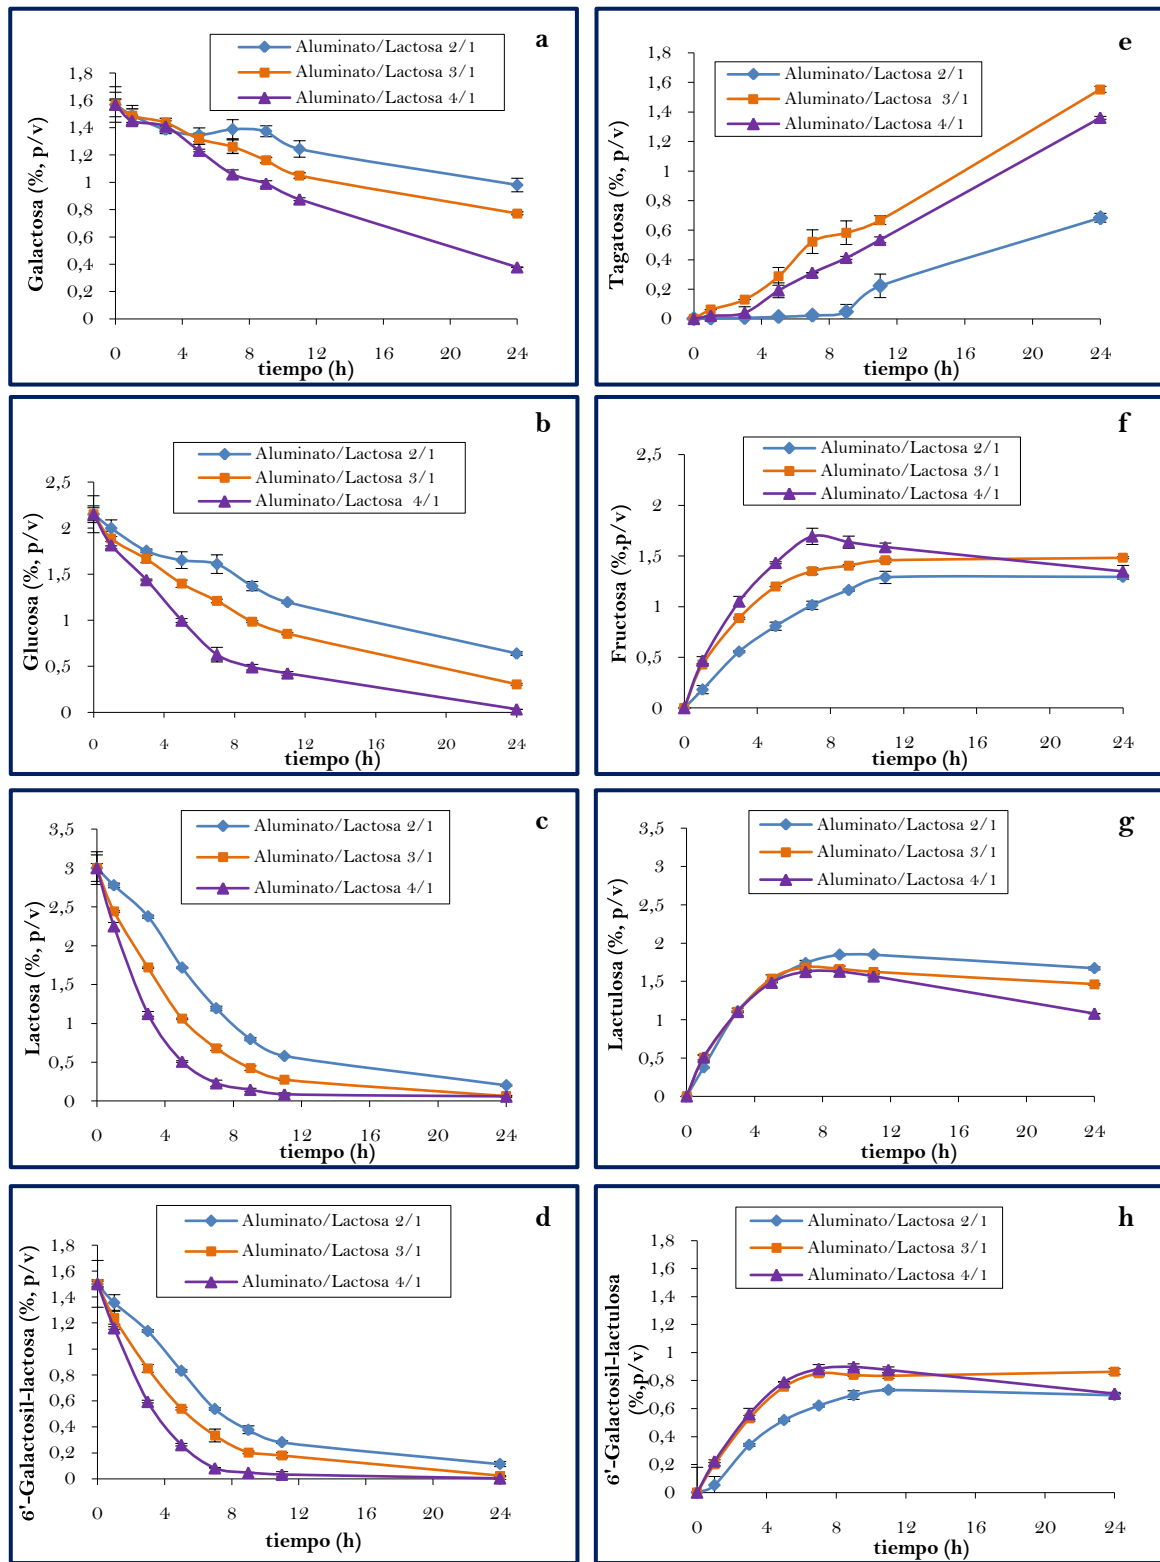 a
Aluminato/Lactosa 2/1
Aluminato/Lactosa 3/1
Aluminato/Lactosa 4/1
Galactosa (%, p/v)
1,8
1,6
1,4
1,2
1
0,8
0,6
0,4
0,2
0
0 4 8 12 16 20 24
tiempo (h)
e
Aluminato/Lactosa 2/1
Aluminato/Lactosa 3/1
Aluminato/Lactosa 4/1
Tagatosa (%, p/v)
1,8
1,6
1,4
1,2
1
0,8
0,6
0,4
0,2
0
0 4 8 12 16 20 24
tiempo (h)
b
Aluminato/Lactosa 2/1
Aluminato/Lactosa 3/1
Aluminato/Lactosa 4/1
Glucosa (%, p/v)
2,5
2
1,5
1
0,5
0
0 4 8 12 16 20 24
tiempo (h)
f
Aluminato/Lactosa 2/1
Aluminato/Lactosa 3/1
Aluminato/Lactosa 4/1
Fructosa (%,p/v)
2,5
2
1,5
1
0,5
0
0 4 8 12 16 20 24
tiempo (h)
c
Aluminato/Lactosa 2/1
Aluminato/Lactosa 3/1
Aluminato/Lactosa 4/1
Lactosa (%, p/v)
3,5
3
2,5
2
1,5
1
0,5
0
0 4 8 12 16 20 24
tiempo (h)
g
Aluminato/Lactosa 2/1
Aluminato/Lactosa 3/1
Aluminato/Lactosa 4/1
Lactulosa (%, p/v)
3,5
3
2,5
2
1,5
1
0,5
0
0 4 8 12 16 20 24
tiempo (h)
d
Aluminato/Lactosa 2/1
Aluminato/Lactosa 3/1
Aluminato/Lactosa 4/1
6'-Galactosil-lactosa (%, p/v)
1,8
1,6
1,4
1,2
1
0,8
0,6
0,4
0,2
0
0 4 8 12 16 20 24
tiempo (h)
h
Aluminato/Lactosa 2/1
Aluminato/Lactosa 3/1
Aluminato/Lactosa 4/1
6'-Galactosil-lactulosa
(%,p/v)
1,8
1,6
1,4
1,2
1
0,8
0,6
0,4
0,2
0
0 4 8 12 16 20 24
tiempo (h)